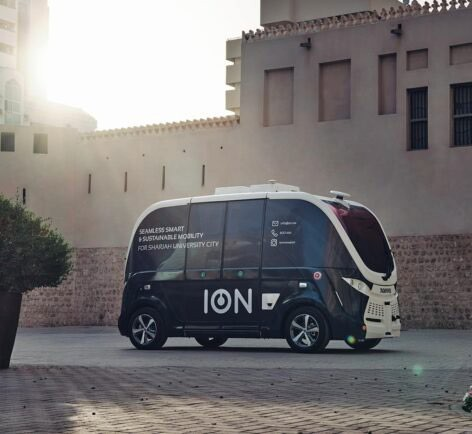 SEAMLESS SMART
& SUSTAINABLE MOBILITY
FOR SHARJAH UNIVERSITY
CITY
ION